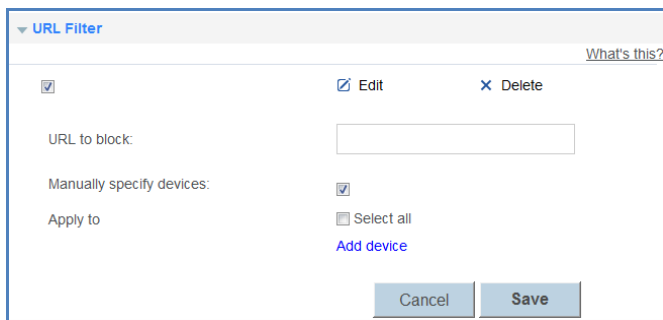 URL Filter
What's this?
Edit Delete
URL to block:
Manually specify devices:
Apply to Select all
Add device
Cancel Save